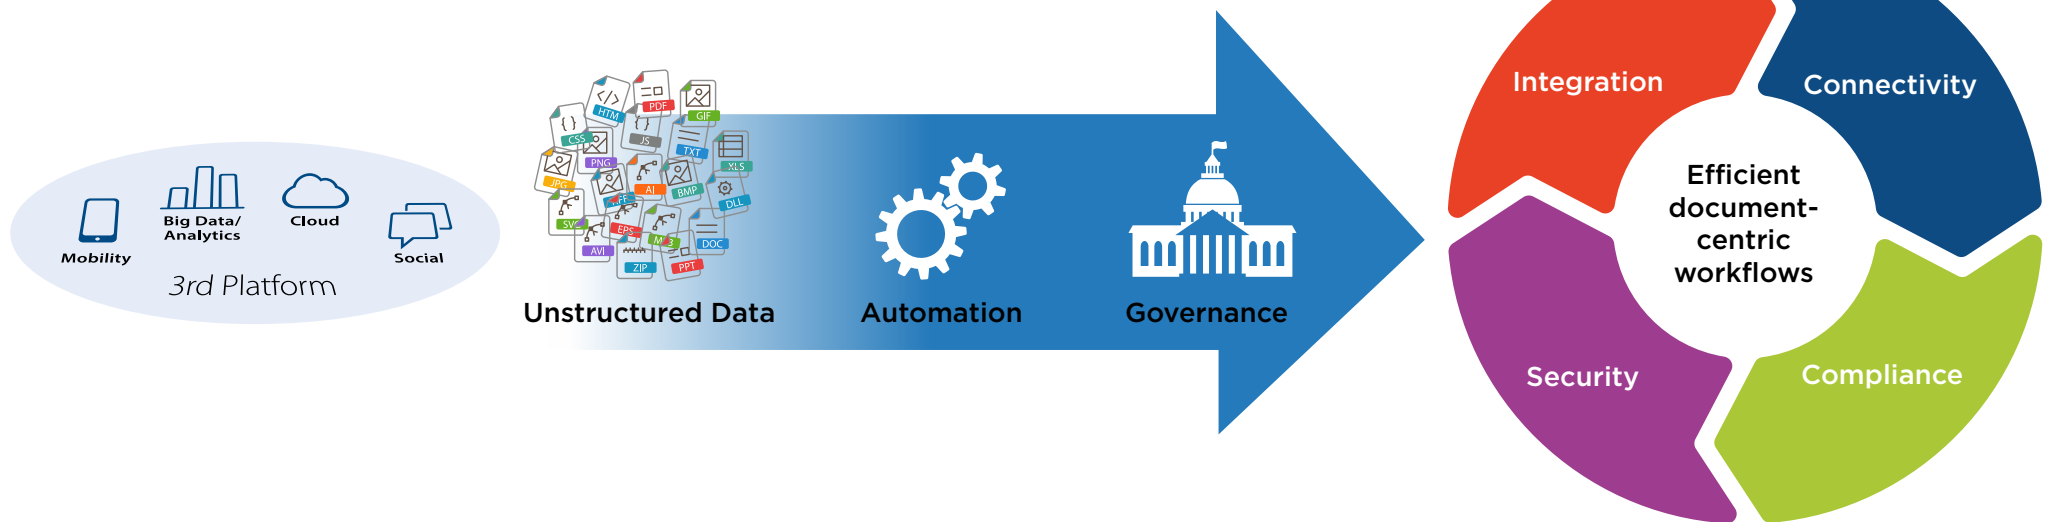 Mobility
Big Data/
Analytics
Cloud
Social
3rd Platform
HTM
PDF
GIF
CSS
JS
TXT
XLS
PNG
JPG
AI
BMP
DLL
EPS
AVI
DOC
ZIP
PPT
Unstructured Data
Automation
Governance
Integration
Connectivity
Efficient
document-
centric
workflows
Security
Compliance